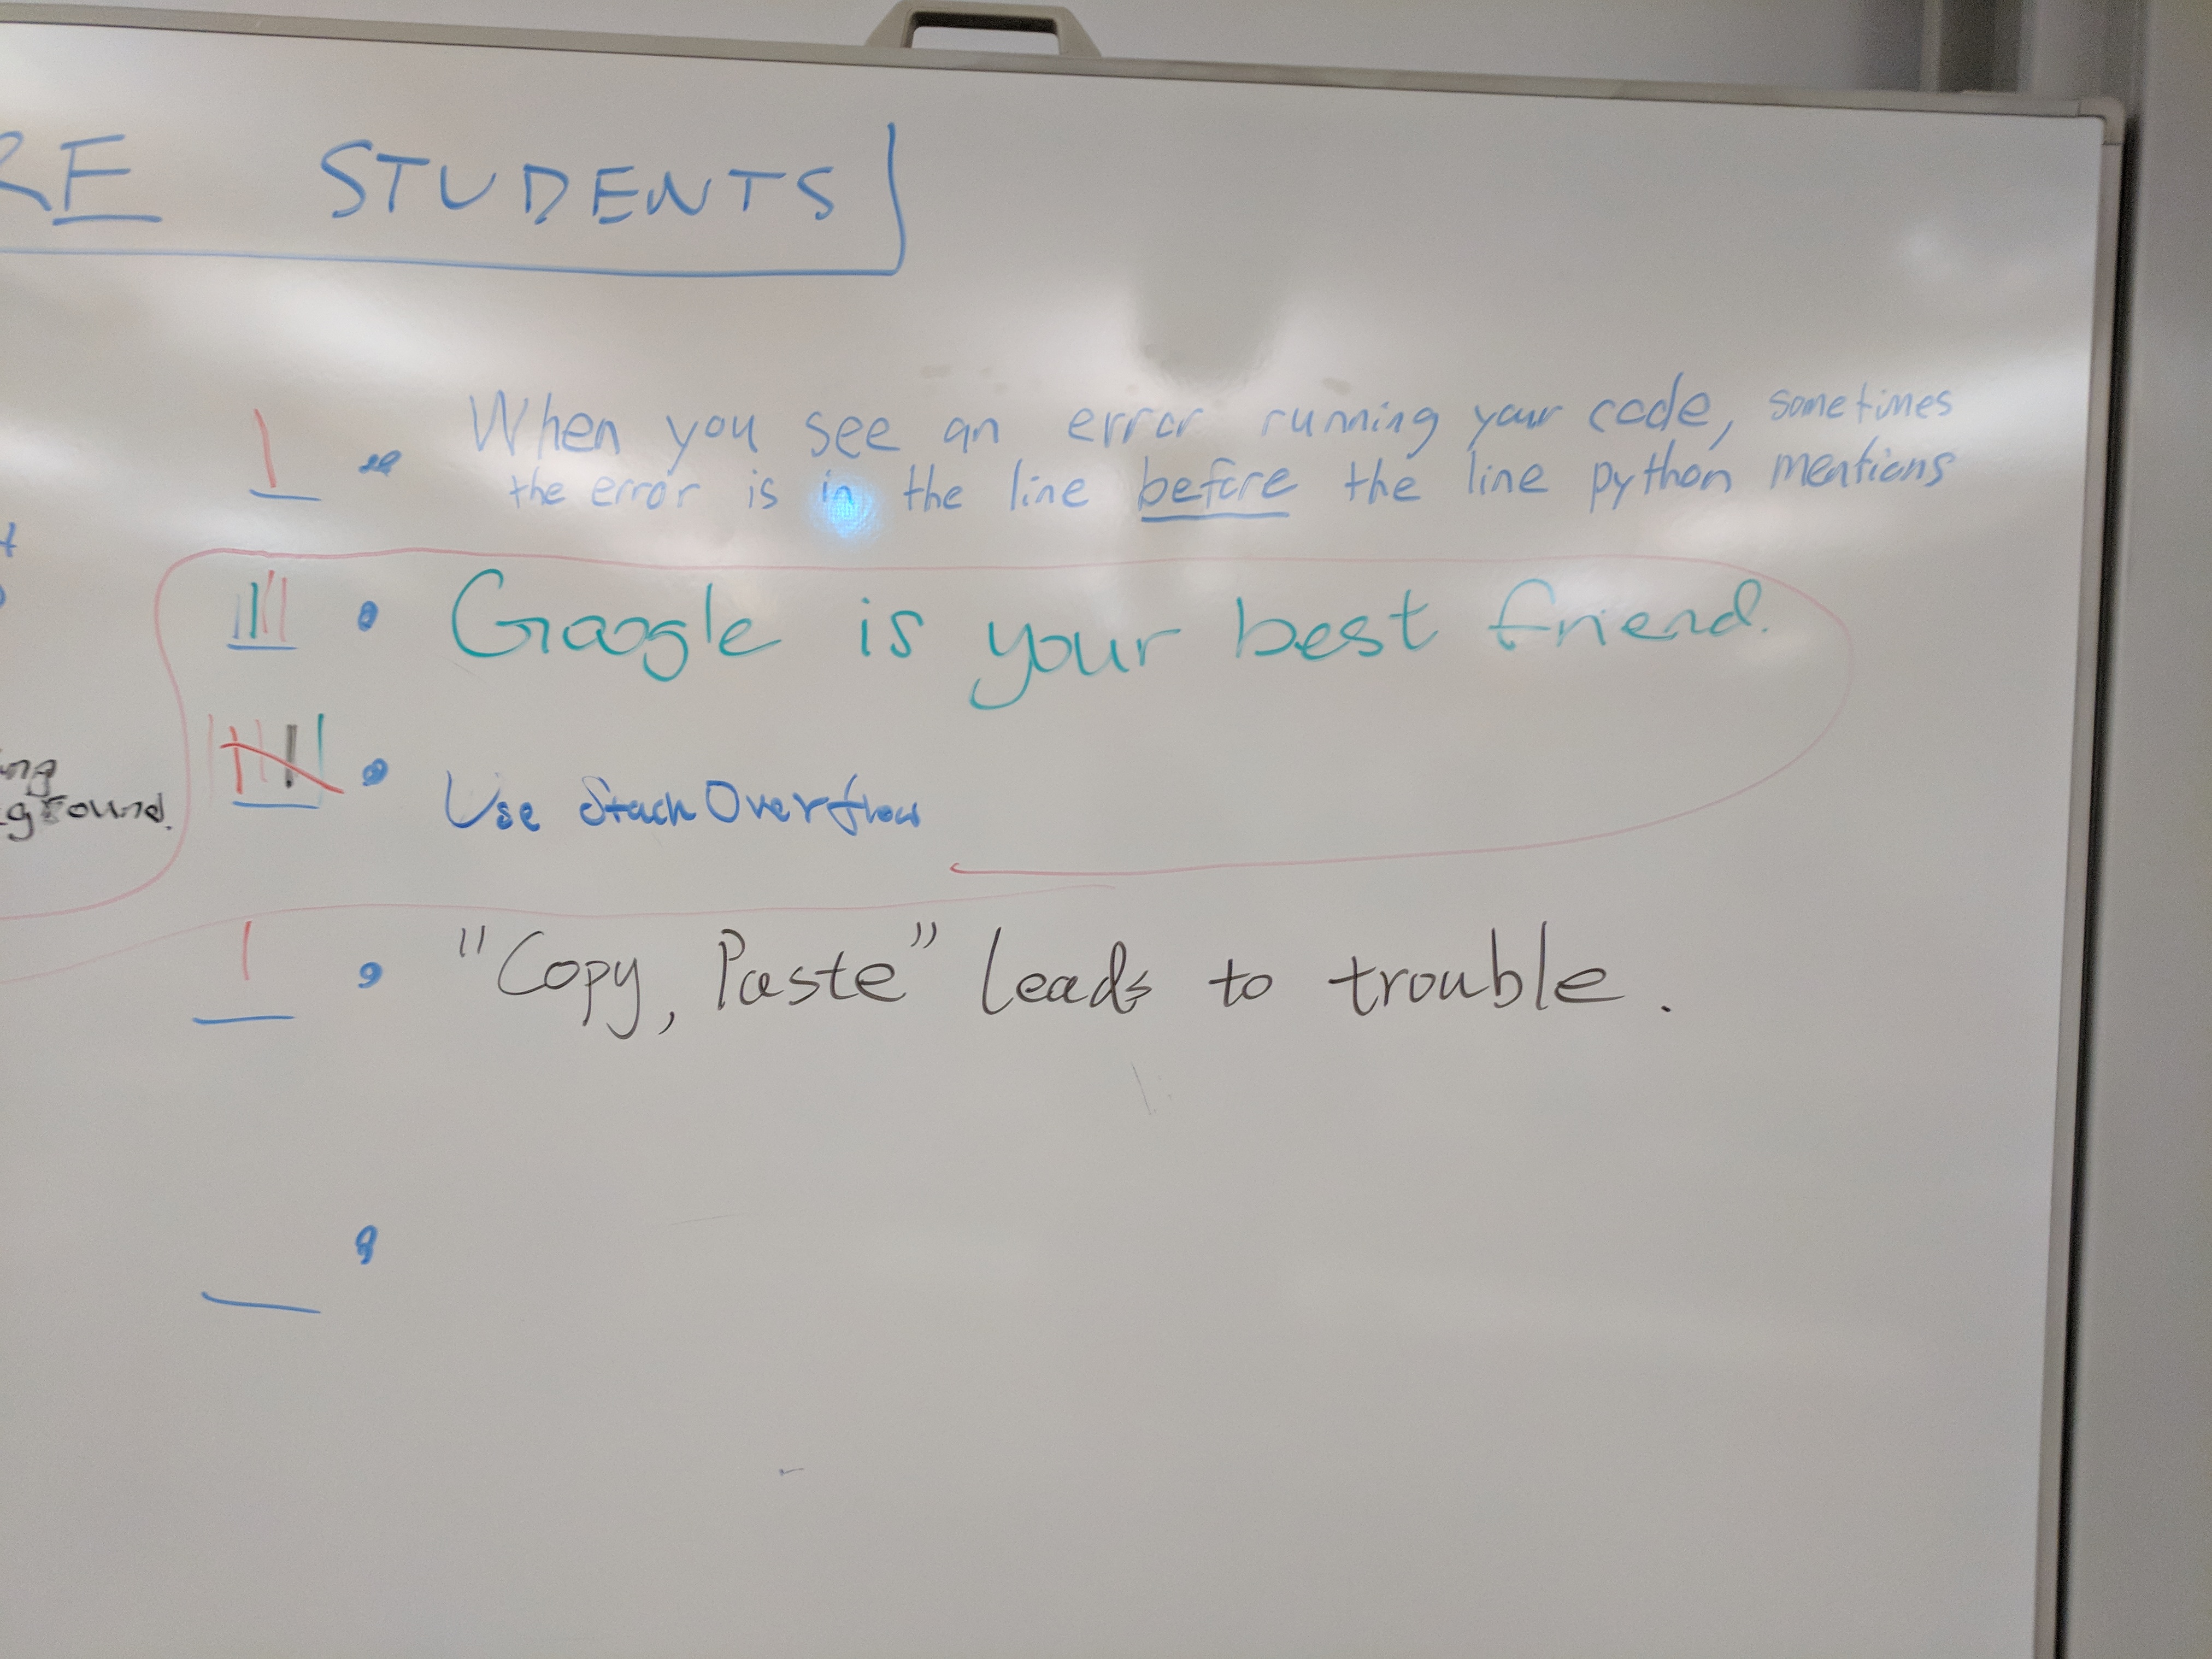 RE STUDENTS
When you see an error running your code, sometimes
the error is in the line before the line python mentions
Google is your best friend.
ing
ground.
Use Stack Overflow
"Copy, Paste" leads to trouble.